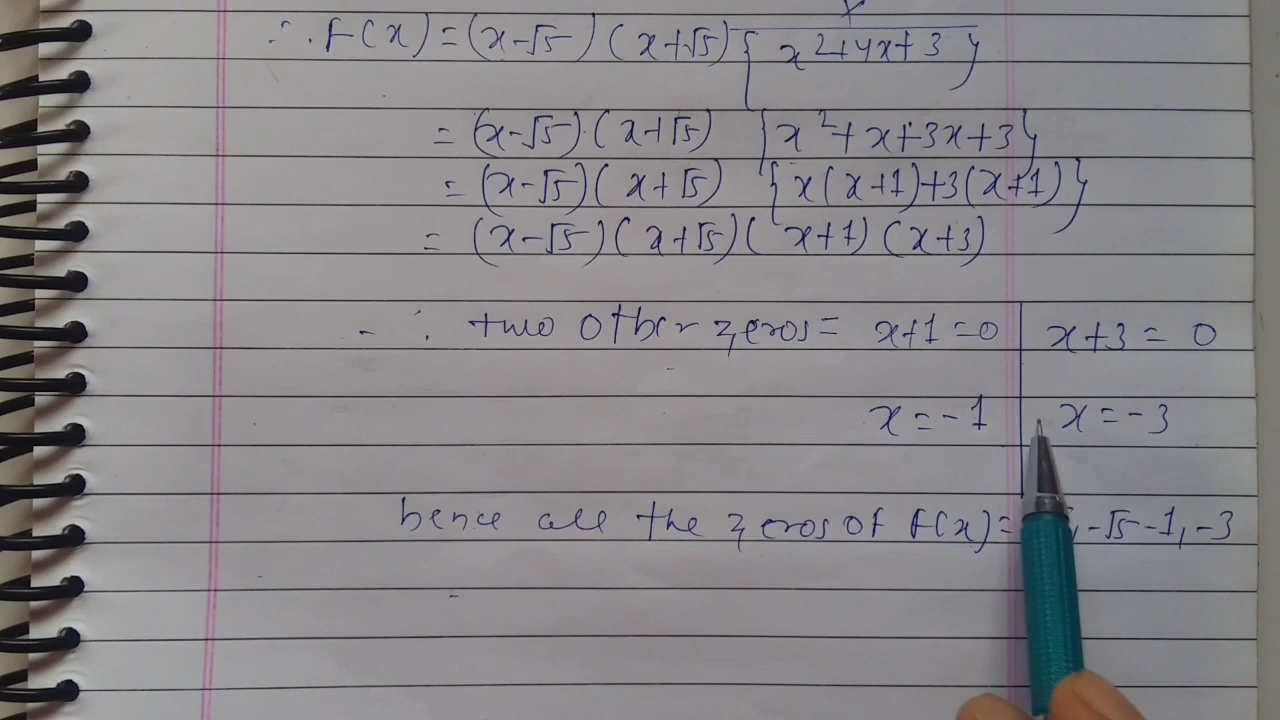 ∴ f(x) = (x-√5) (x+√5) { x²+4x+3 }
= (x-√5) (x+√5) { x²+x+3x+3 }
= (x-√5) (x+√5) { x(x+1)+3(x+1) }
= (x-√5) (x+√5) (x+1) (x+3)
∴ two other zeros = x+1=0 | x+3=0
x=-1 | x=-3
hence all the zeros of f(x)= , -√5 -1, -3